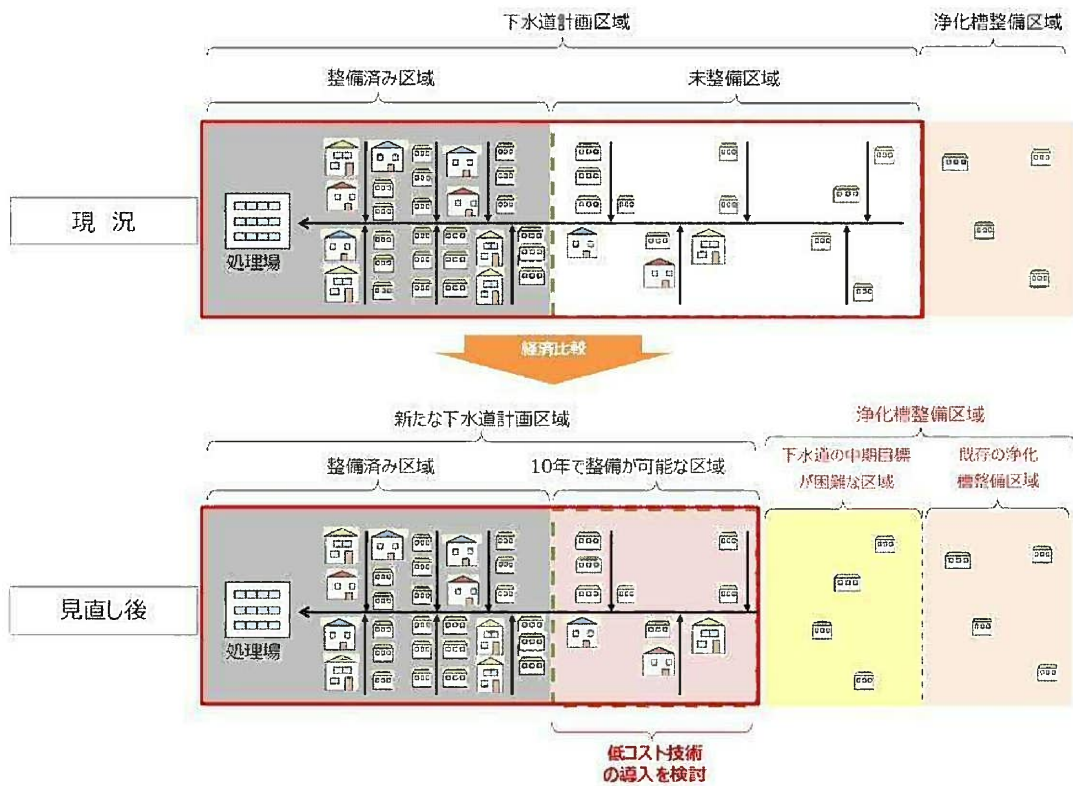 下水道計画区域
浄化槽整備区域
整備済み区域
未整備区域
現 況
処理場
経済比較
新たな下水道計画区域
浄化槽整備区域
整備済み区域
10年で整備が可能な区域
下水道の中期目標
が困難な区域
既存の浄化
槽整備区域
見直し後
処理場
低コスト技術
の導入を検討